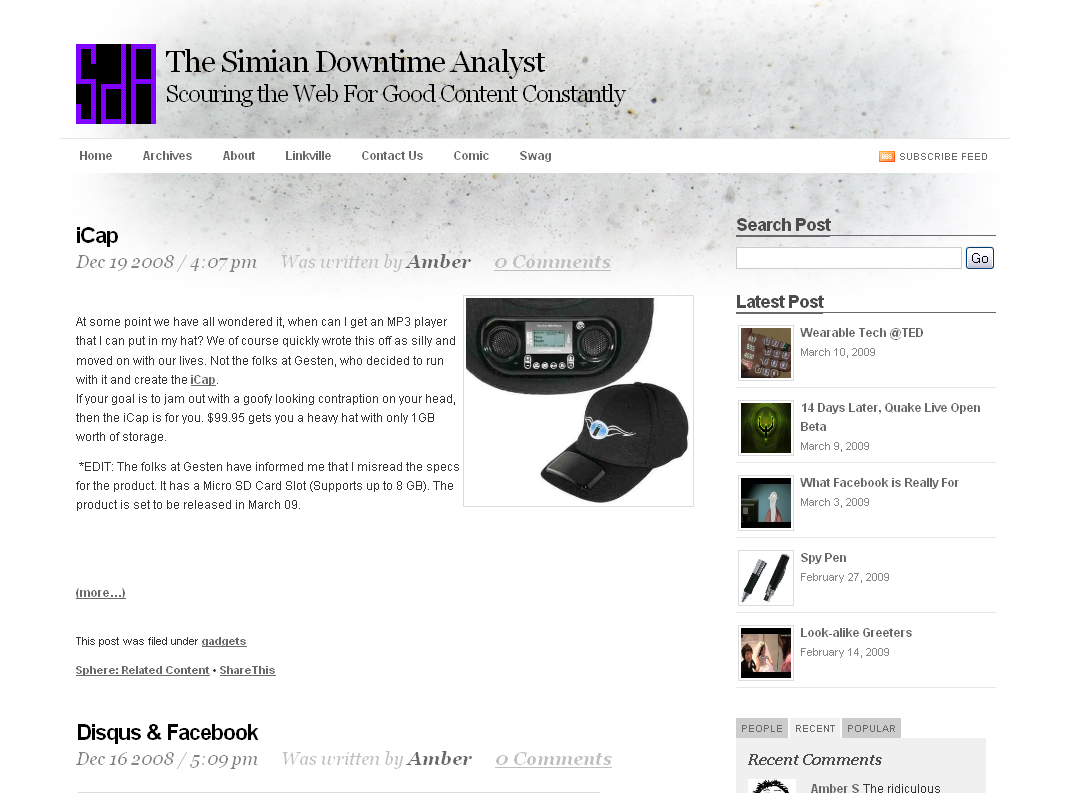 SdA
The Simian Downtime Analyst
Scouring the Web For Good Content Constantly
Home Archives About Linkville Contact Us Comic Swag
RSS SUBSCRIBE FEED
iCap
Dec 19 2008 / 4:07 pm Was written by Amber 0 Comments
At some point we have all wondered it, when can I get an MP3 player
that I can put in my hat? We of course quickly wrote this off as silly and
moved on with our lives. Not the folks at Gesten, who decided to run
with it and create the iCap.
If your goal is to jam out with a goofy looking contraption on your head,
then the iCap is for you. $99.95 gets you a heavy hat with only 1GB
worth of storage.
*EDIT: The folks at Gesten have informed me that I misread the specs
for the product. It has a Micro SD Card Slot (Supports up to 8 GB). The
product is set to be released in March 09.
(more...)
This post was filed under gadgets
Sphere: Related Content • ShareThis
Disqus & Facebook
Dec 16 2008 / 5:09 pm Was written by Amber 0 Comments
Search Post
Go
Latest Post
Wearable Tech @TED
March 10, 2009
14 Days Later, Quake Live Open
Beta
March 9, 2009
What Facebook is Really For
March 3, 2009
Spy Pen
February 27, 2009
Look-alike Greeters
February 14, 2009
PEOPLE RECENT POPULAR
Recent Comments
Amber S The ridiculous